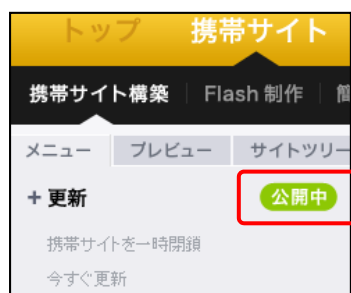 トップ 携帯サイト
携帯サイト構築 Flash 制作
メニュー プレビュー サイトツリー
+ 更新 公開中
携帯サイトを一時閉鎖
今すぐ更新